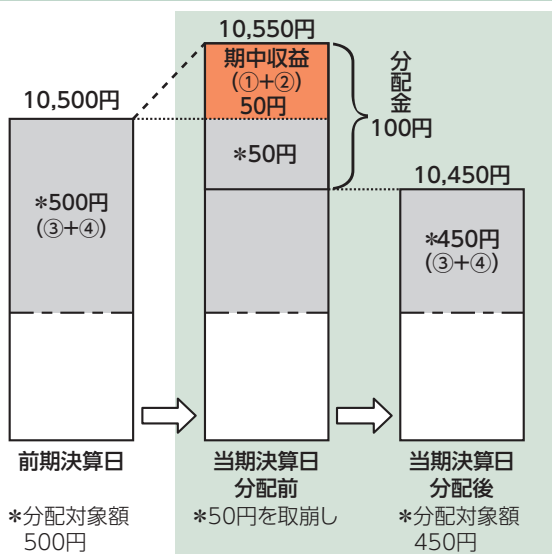 10,550円
期中収益
(①+②)
50円
分配金
100円
10,500円
*50円
10,450円
*500円
(③+④)
*450円
(③+④)
前期決算日
当期決算日
分配前
当期決算日
分配後
*分配対象額
500円
*50円を取崩し
*分配対象額
450円